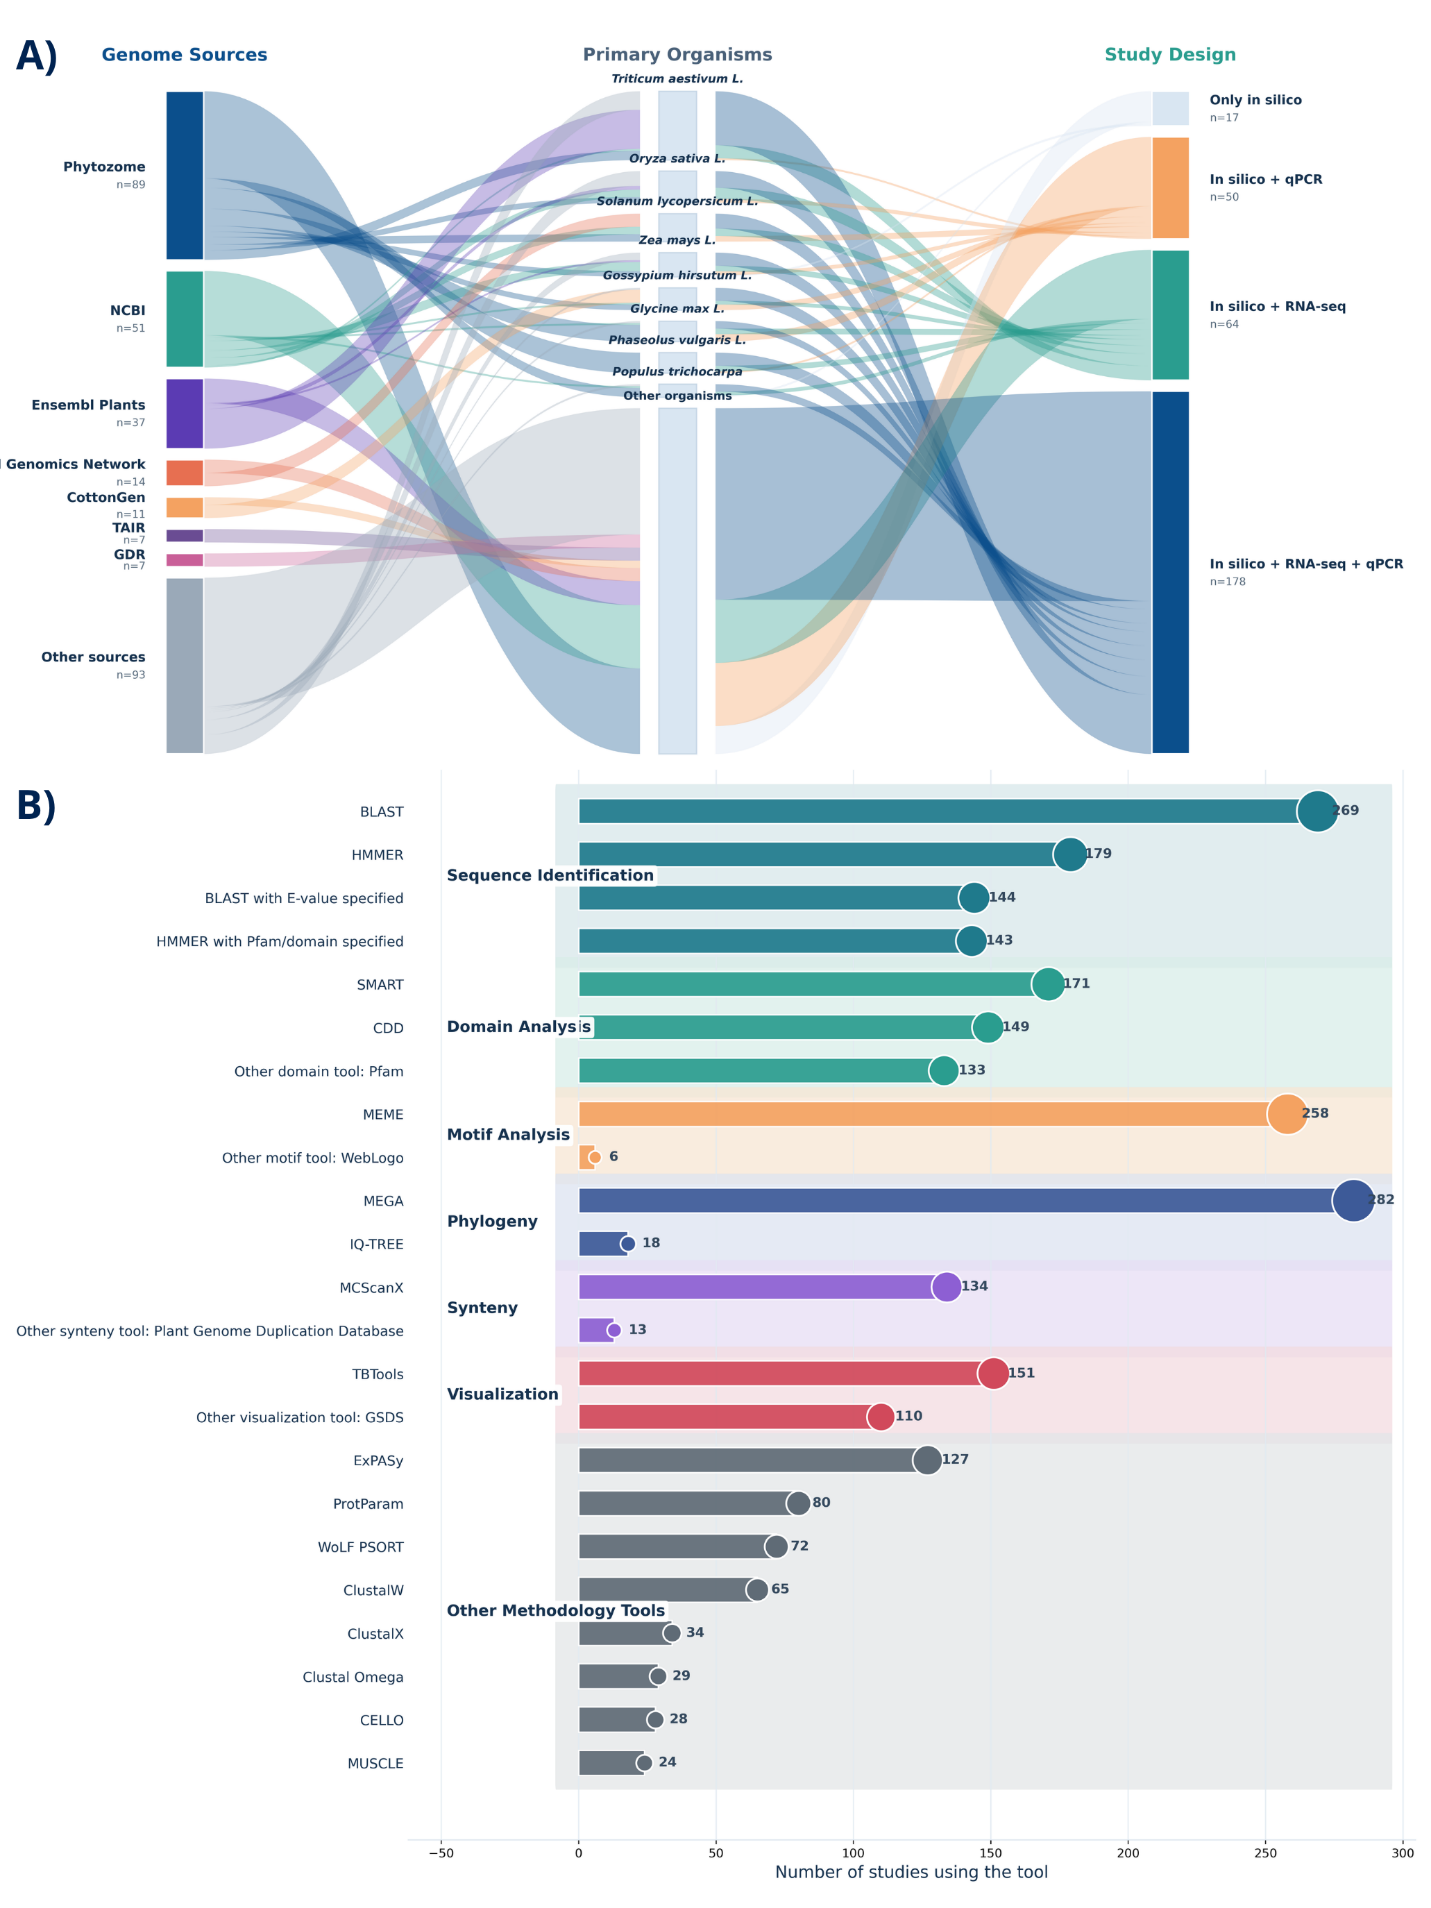 A)
Genome Sources
Primary Organisms
Study Design
Phytozome
n=89
NCBI
n=51
Ensembl Plants
n=37
Genomics Network
n=14
CottonGen
n=11
TAIR
n=7
GDR
n=7
Other sources
n=93
Triticum aestivum L.
Oryza sativa L.
Solanum lycopersicum L.
Zea mays L.
Gossypium hirsutum L.
Glycine max L.
Phaseolus vulgaris L.
Populus trichocarpa
Other organisms
Only in silico
n=17
In silico + qPCR
n=50
In silico + RNA-seq
n=64
In silico + RNA-seq + qPCR
n=178
B)
BLAST 269
HMMER 179
Sequence Identification
BLAST with E-value specified 144
HMMER with Pfam/domain specified 143
SMART 171
CDD Domain Analysis 149
Other domain tool: Pfam 133
MEME 258
Motif Analysis
Other motif tool: WebLogo 6
MEGA 282
Phylogeny
IQ-TREE 18
MCScanX 134
Synteny
Other synteny tool: Plant Genome Duplication Database 13
TBTools 151
Visualization
Other visualization tool: GSDS 110
ExPASy 127
ProtParam 80
WoLF PSORT 72
ClustalW 65
Other Methodology Tools
ClustalX 34
Clustal Omega 29
CELLO 28
MUSCLE 24
−50 0 50 100 150 200 250 300
Number of studies using the tool